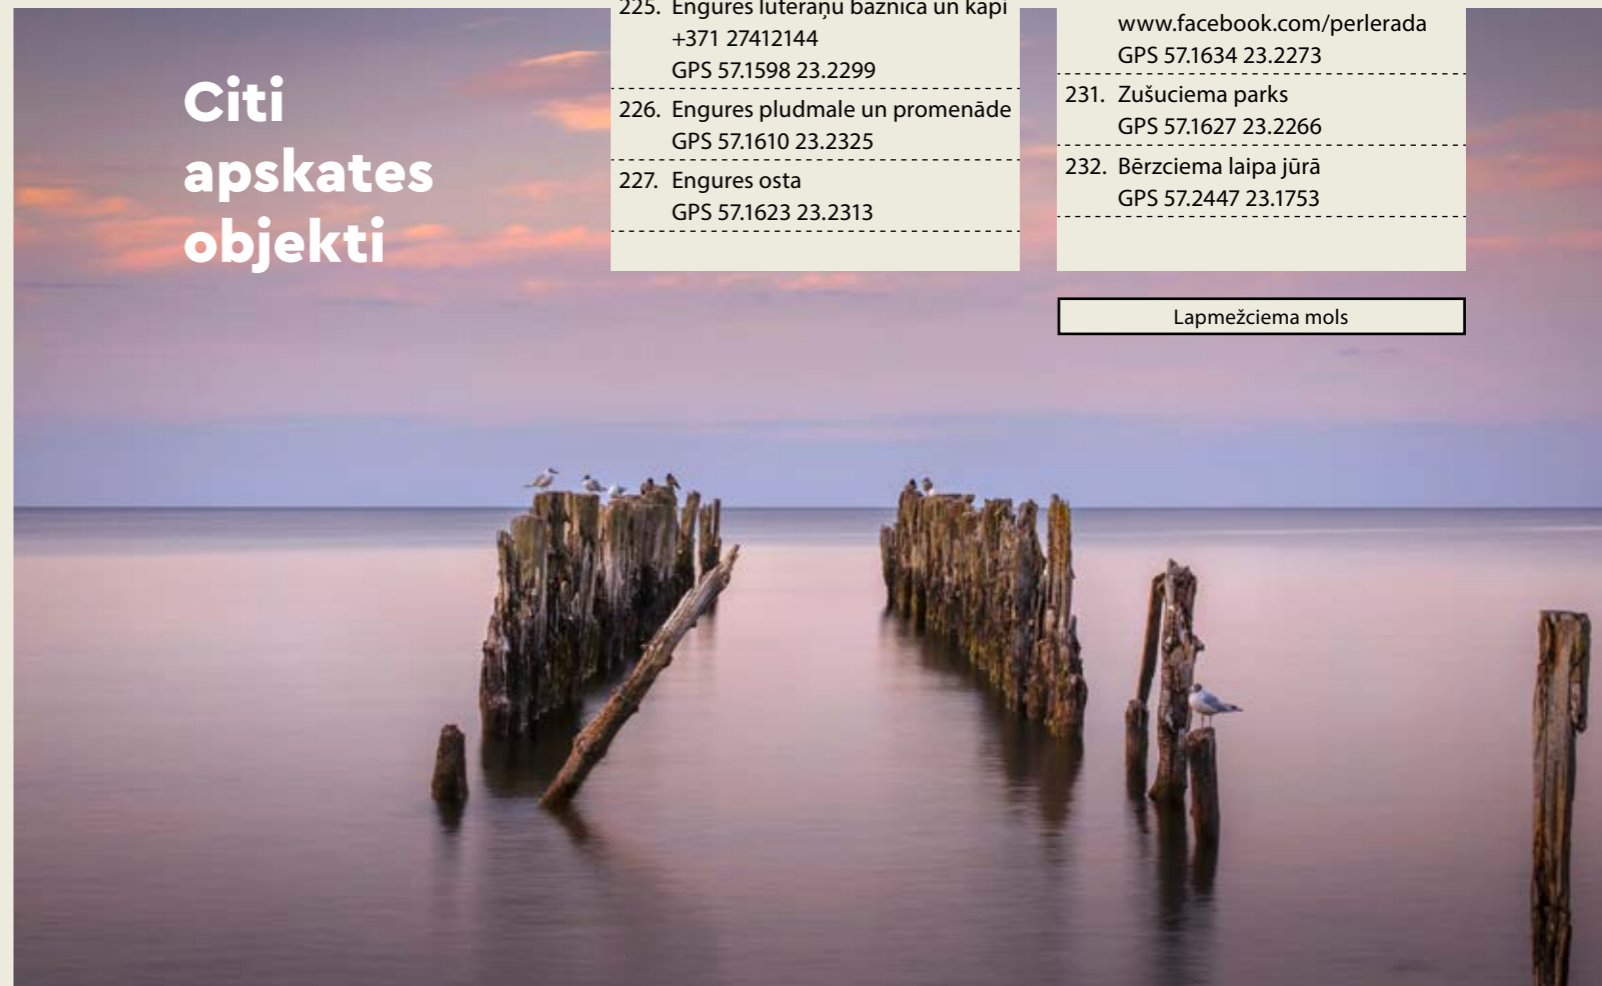 Citi
apskates
objekti
225. Engures luterāņu baznīca un kapi
+371 27412144
GPS 57.1598 23.2299
226. Engures pludmale un promenāde
GPS 57.1610 23.2325
227. Engures osta
GPS 57.1623 23.2313
www.facebook.com/perlerada
GPS 57.1634 23.2273
231. Zušuciema parks
GPS 57.1627 23.2266
232. Bērzciema laipa jūrā
GPS 57.2447 23.1753
Lapmežciema mols